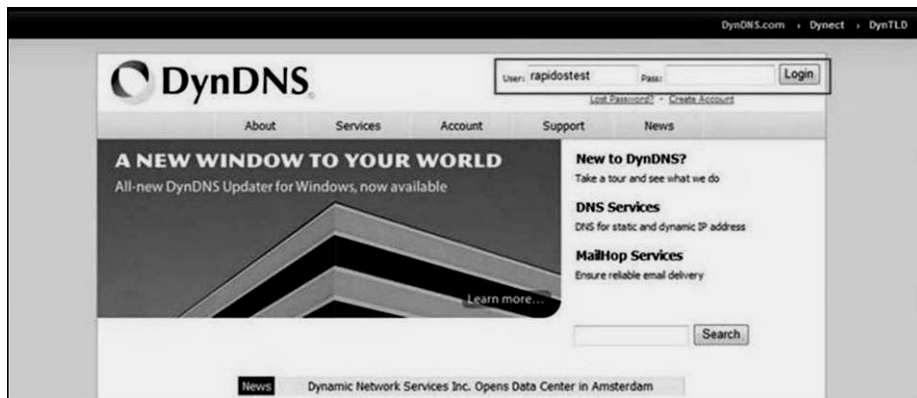 DynDNS.com › Dynect › DynTLD
DynDNS
User: rapidostest Pass: Login
Lost Password? - Create Account
About Services Account Support News
A NEW WINDOW TO YOUR WORLD
All-new DynDNS Updater for Windows, now available
Learn more...
New to DynDNS?
Take a tour and see what we do
DNS Services
DNS for static and dynamic IP address
MailHop Services
Ensure reliable email delivery
Search
News Dynamic Network Services Inc. Opens Data Center in Amsterdam